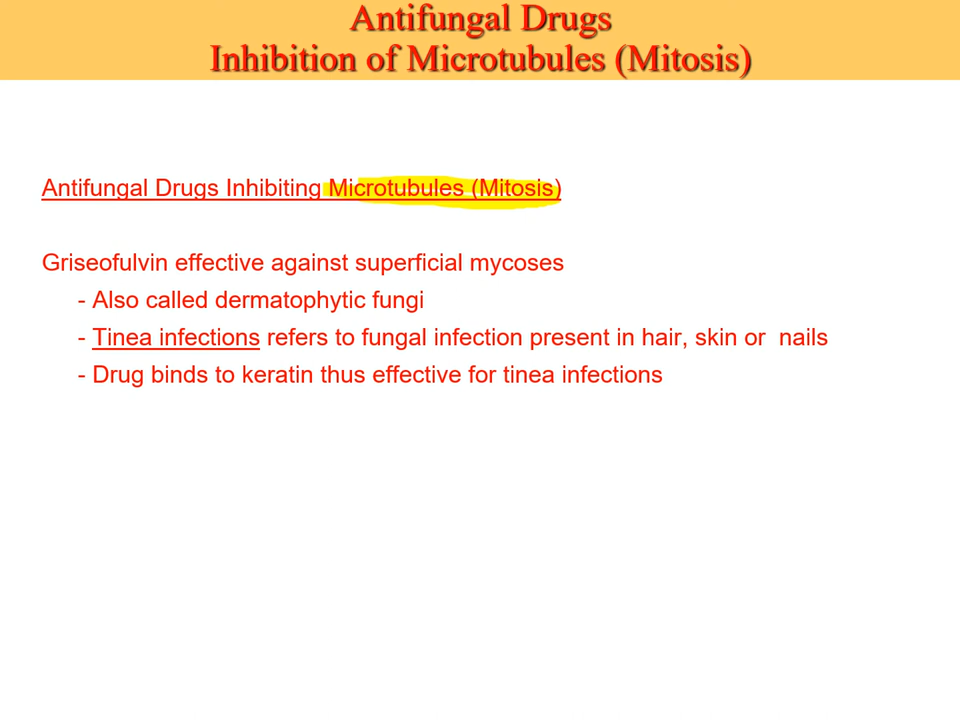 Antifungal Drugs
Inhibition of Microtubules (Mitosis)
Antifungal Drugs Inhibiting Microtubules (Mitosis)
Griseofulvin effective against superficial mycoses
- Also called dermatophytic fungi
- Tinea infections refers to fungal infection present in hair, skin or  nails
- Drug binds to keratin thus effective for tinea infections